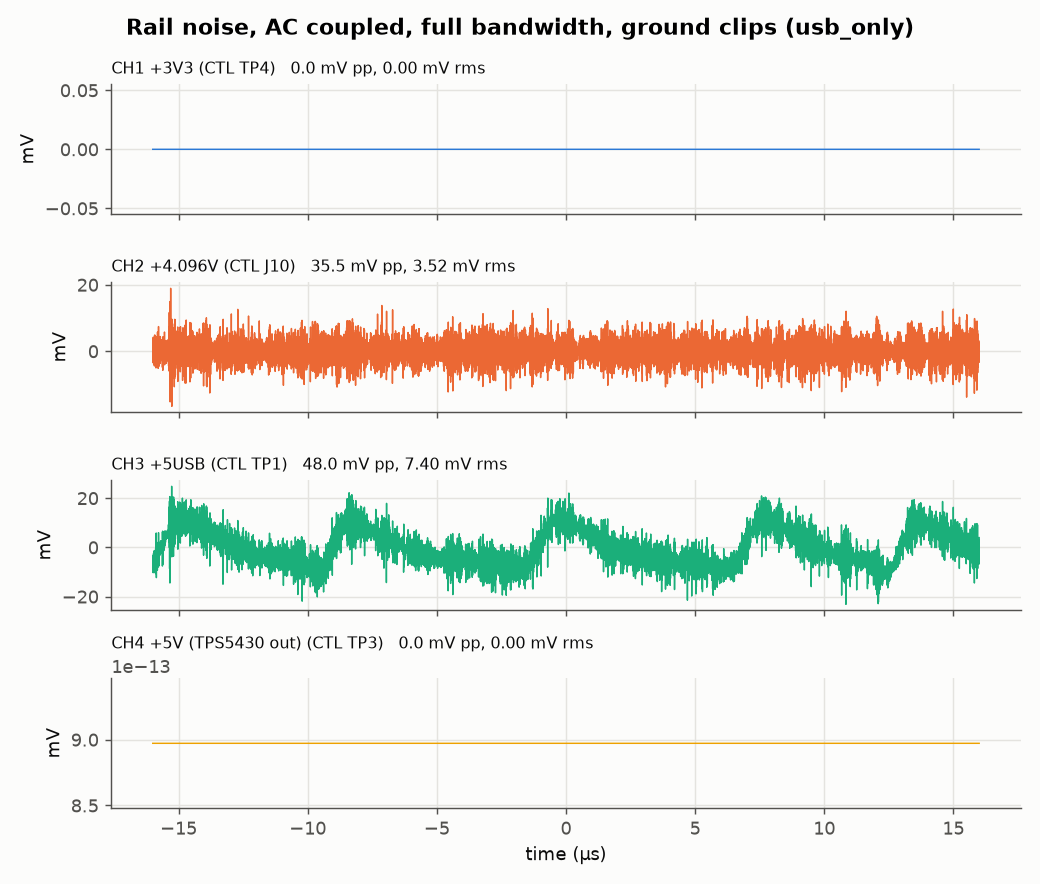 Rail noise, AC coupled, full bandwidth, ground clips (usb_only)
CH1 +3V3 (CTL TP4)   0.0 mV pp, 0.00 mV rms
0.05
0.00
−0.05
mV
CH2 +4.096V (CTL J10)   35.5 mV pp, 3.52 mV rms
20
0
mV
CH3 +5USB (CTL TP1)   48.0 mV pp, 7.40 mV rms
20
0
−20
mV
CH4 +5V (TPS5430 out) (CTL TP3)   0.0 mV pp, 0.00 mV rms
1e−13
9.0
8.5
mV
−15 −10 −5 0 5 10 15
time (µs)